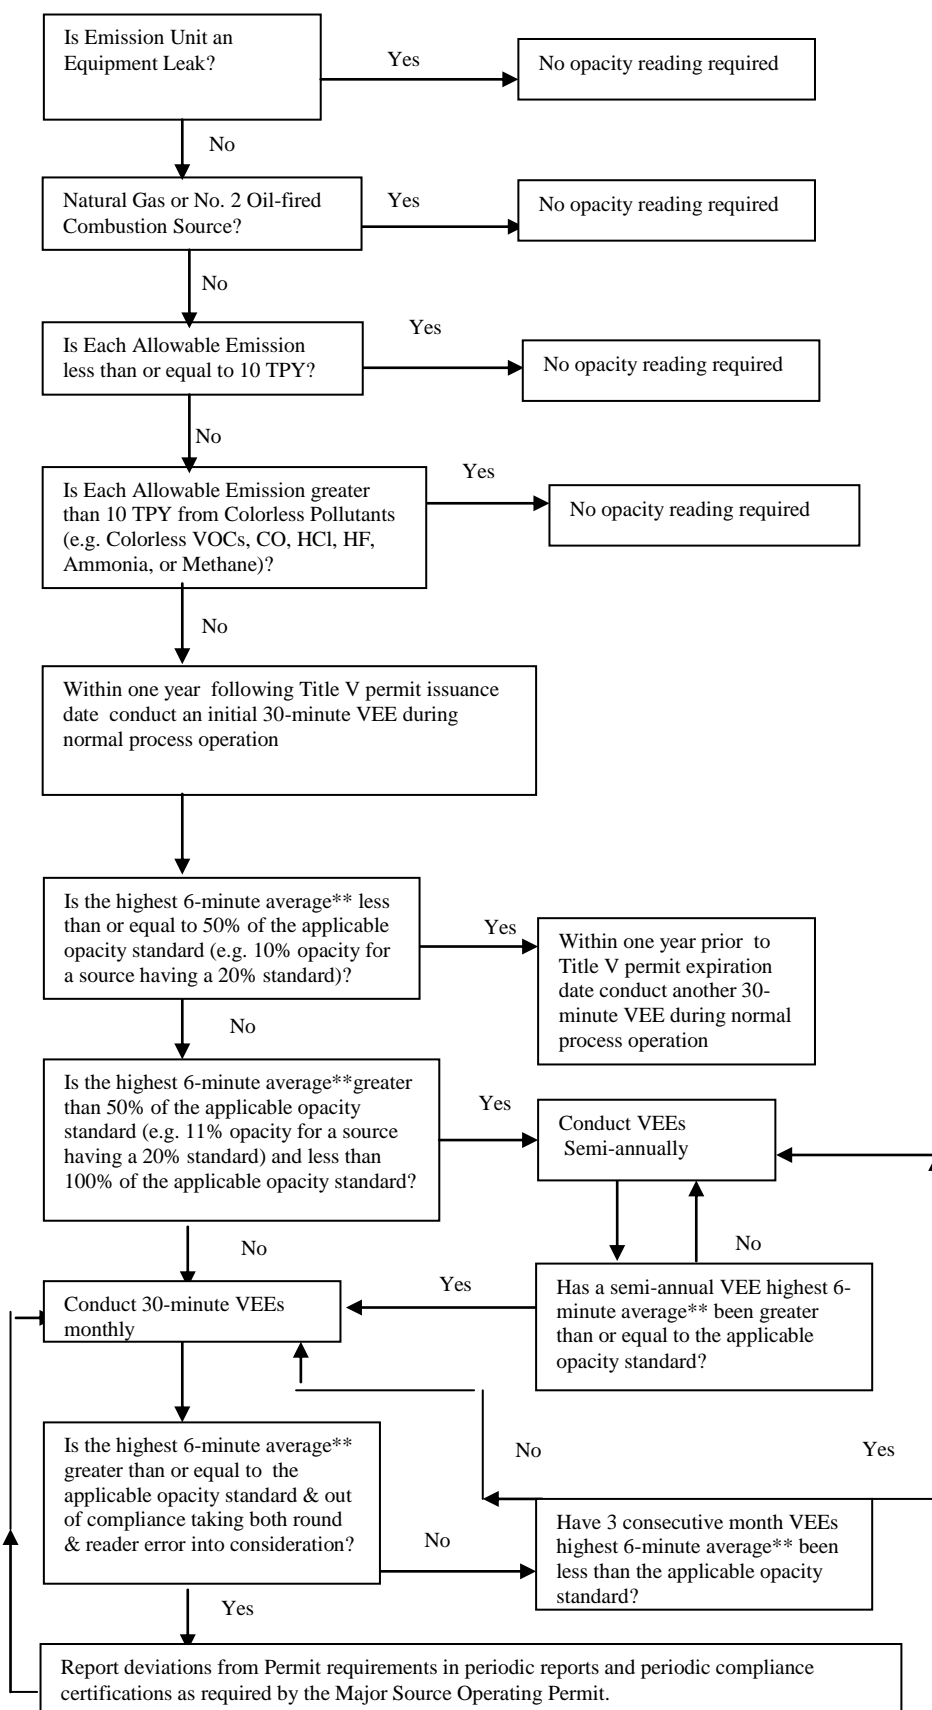 Is Emission Unit an
Equipment Leak?
Yes
No opacity reading required
No
Natural Gas or No. 2 Oil-fired
Combustion Source?
Yes
No opacity reading required
No
Is Each Allowable Emission
less than or equal to 10 TPY?
Yes
No opacity reading required
No
Is Each Allowable Emission greater
than 10 TPY from Colorless Pollutants
(e.g. Colorless VOCs, CO, HCl, HF,
Ammonia, or Methane)?
Yes
No opacity reading required
No
Within one year following Title V permit issuance
date conduct an initial 30-minute VEE during
normal process operation
Is the highest 6-minute average** less
than or equal to 50% of the applicable
opacity standard (e.g. 10% opacity for
a source having a 20% standard)?
Yes
Within one year prior to
Title V permit expiration
date conduct another 30-
minute VEE during normal
process operation
No
Is the highest 6-minute average**greater
than 50% of the applicable opacity
standard (e.g. 11% opacity for a source
having a 20% standard) and less than
100% of the applicable opacity standard?
Yes
Conduct VEEs
Semi-annually
No
No
Has a semi-annual VEE highest 6-
minute average** been greater
than or equal to the applicable
opacity standard?
Yes
Conduct 30-minute VEEs
monthly
Is the highest 6-minute average**
greater than or equal to the
applicable opacity standard & out
of compliance taking both round
& reader error into consideration?
No
No
Yes
Have 3 consecutive month VEEs
highest 6-minute average** been
less than the applicable opacity
standard?
Yes
Report deviations from Permit requirements in periodic reports and periodic compliance
certifications as required by the Major Source Operating Permit.